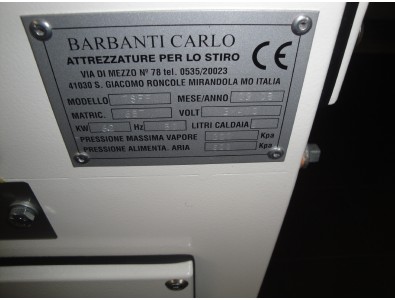 BARBANTI CARLO
CE
ATTREZZATURE PER LO STIRO
VIA DI MEZZO Nº 78 tel. 0535/20023
41030 S. GIACOMO RONCOLE MIRANDOLA MO ITALIA
MODELLO MESE/ANNO
MATRIC. VOLT
KW Hz LITRI CALDAIA
PRESSIONE MASSIMA VAPORE Kpa
PRESSIONE ALIMENTA. ARIA Kpa